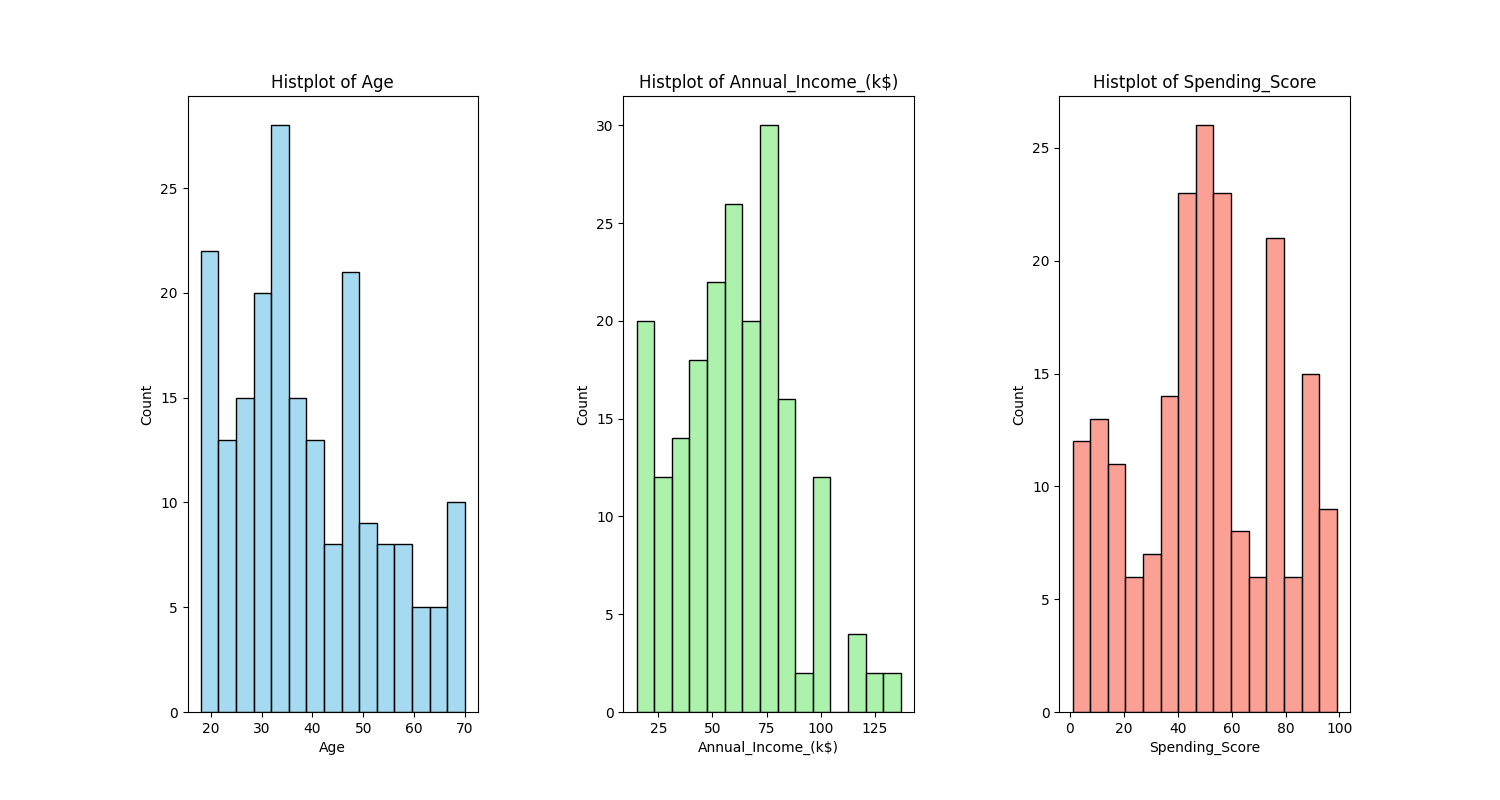 Histplot of Age
25
20
15
10
5
0
Count
20 30 40 50 60 70
Age
Histplot of Annual_Income_(k$)
30
25
20
15
10
5
0
Count
25 50 75 100 125
Annual_Income_(k$)
Histplot of Spending_Score
25
20
15
10
5
0
Count
0 20 40 60 80 100
Spending_Score